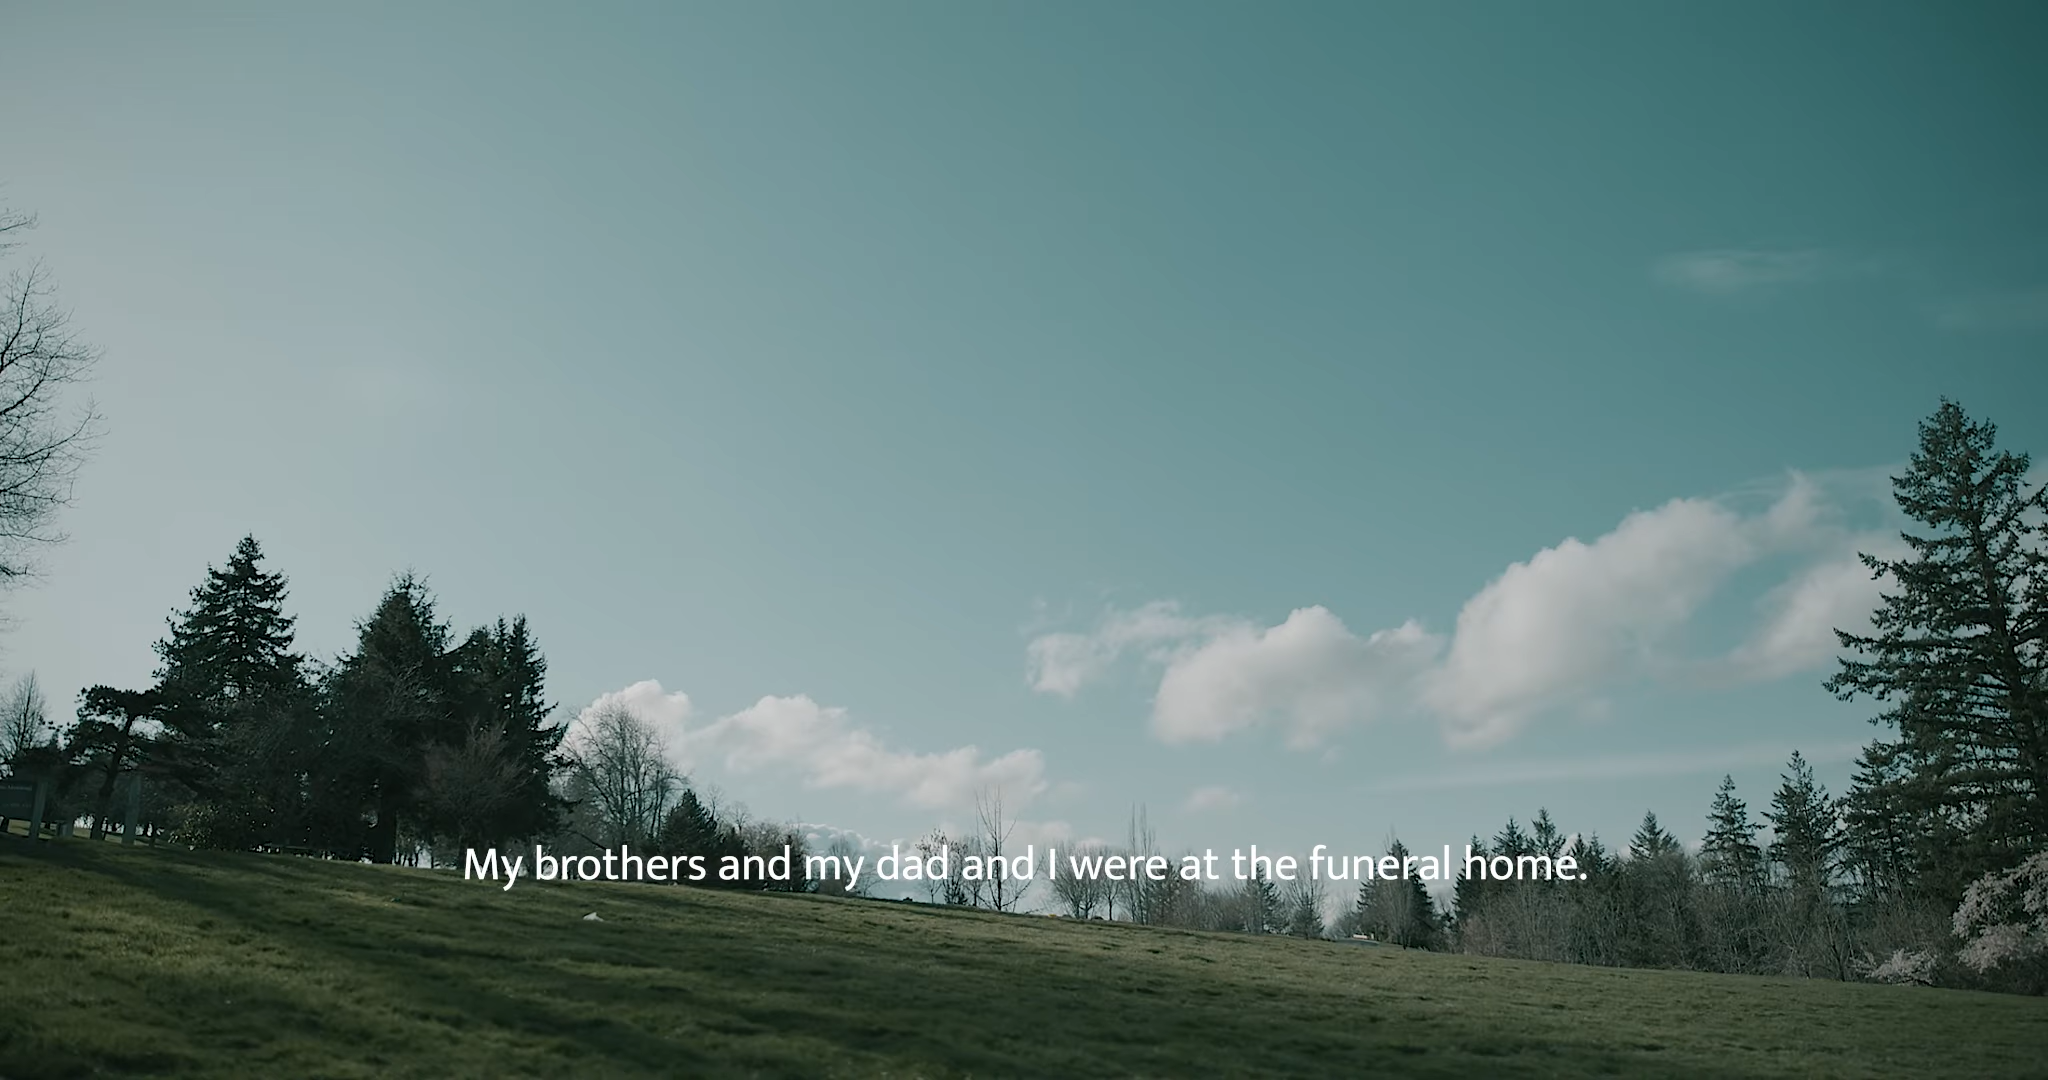 My brothers and my dad and I were at the funeral home.